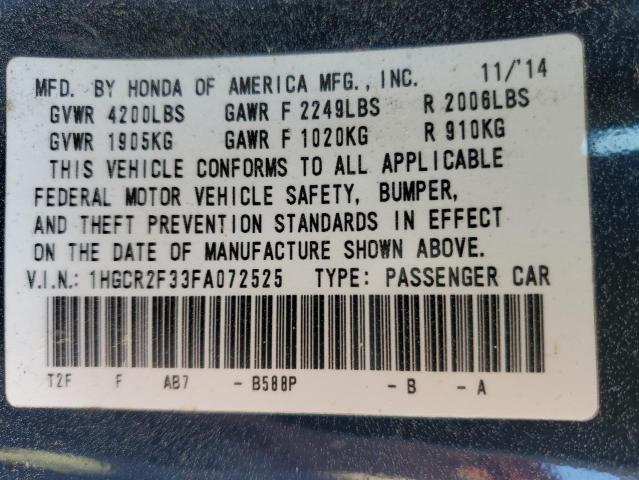 MFD. BY HONDA OF AMERICA MFG., INC. 11/'14
GVWR 4200LBS GAWR F 2249LBS R 2006LBS
GVWR 1905KG GAWR F 1020KG R 910KG
THIS VEHICLE CONFORMS TO ALL APPLICABLE
FEDERAL MOTOR VEHICLE SAFETY, BUMPER,
AND THEFT PREVENTION STANDARDS IN EFFECT
ON THE DATE OF MANUFACTURE SHOWN ABOVE.
V.I.N.: 1HGCR2F33FA072525 TYPE: PASSENGER CAR
T2F F AB7 - B588P - B - A